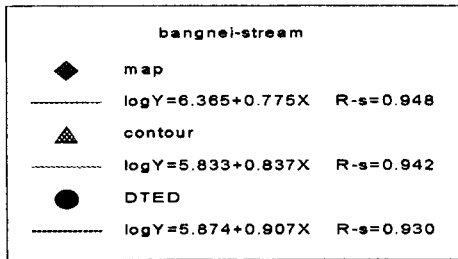 bangnei-stream
map
logY=6.365+0.775X R-s=0.948
contour
logY=5.833+0.837X R-s=0.942
DTED
logY=5.874+0.907X R-s=0.930